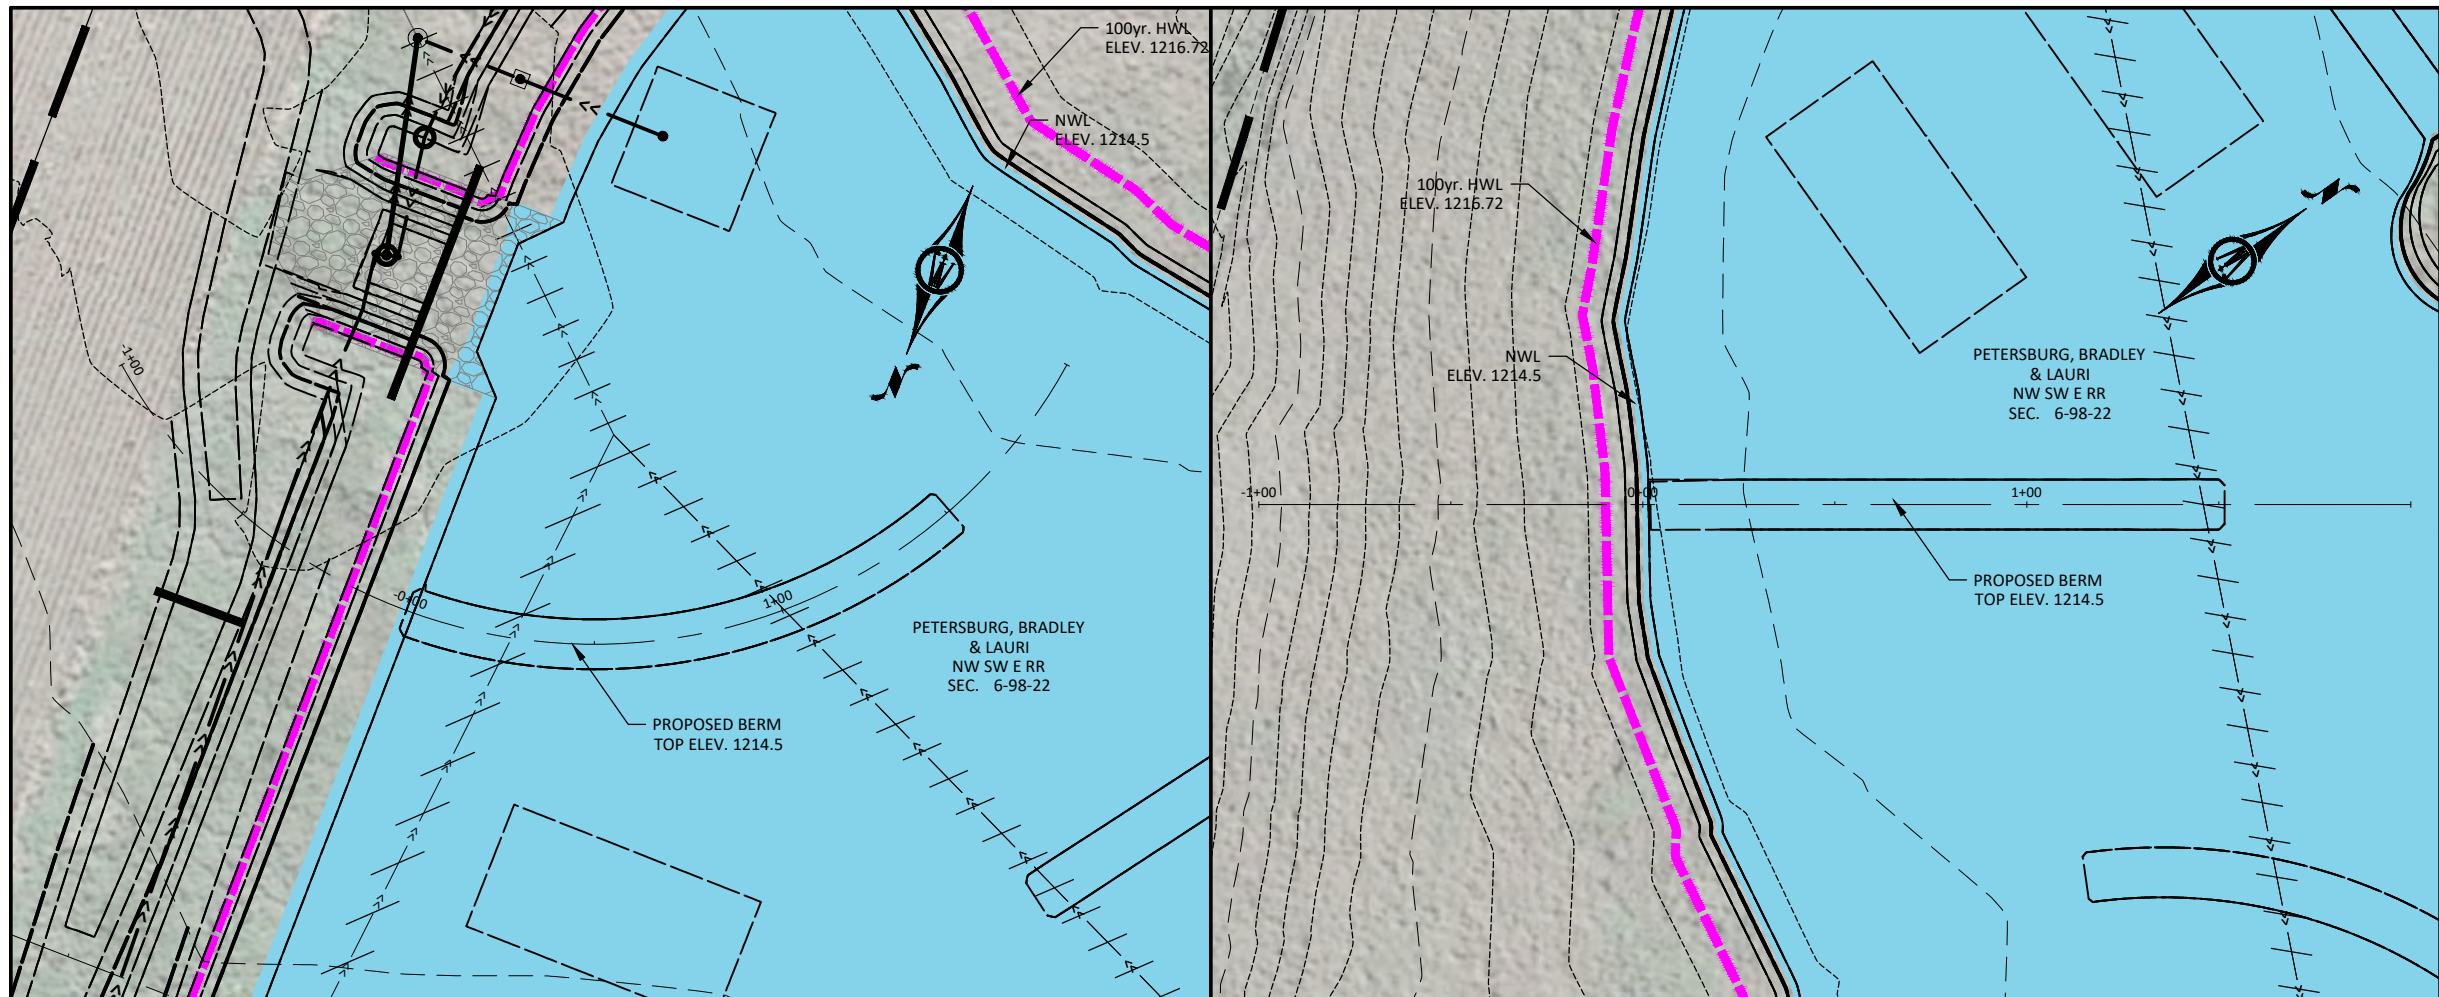 100yr. HWL
ELEV. 1216.72
NWL
ELEV. 1214.5
-1+00
-0+00
1+00
PETERSBURG, BRADLEY
& LAURI
NW SW E RR
SEC. 6-98-22
PROPOSED BERM
TOP ELEV. 1214.5
N
100yr. HWL
ELEV. 1216.72
NWL
ELEV. 1214.5
N
PETERSBURG, BRADLEY
& LAURI
NW SW E RR
SEC. 6-98-22
-1+00
0+00
1+00
PROPOSED BERM
TOP ELEV. 1214.5